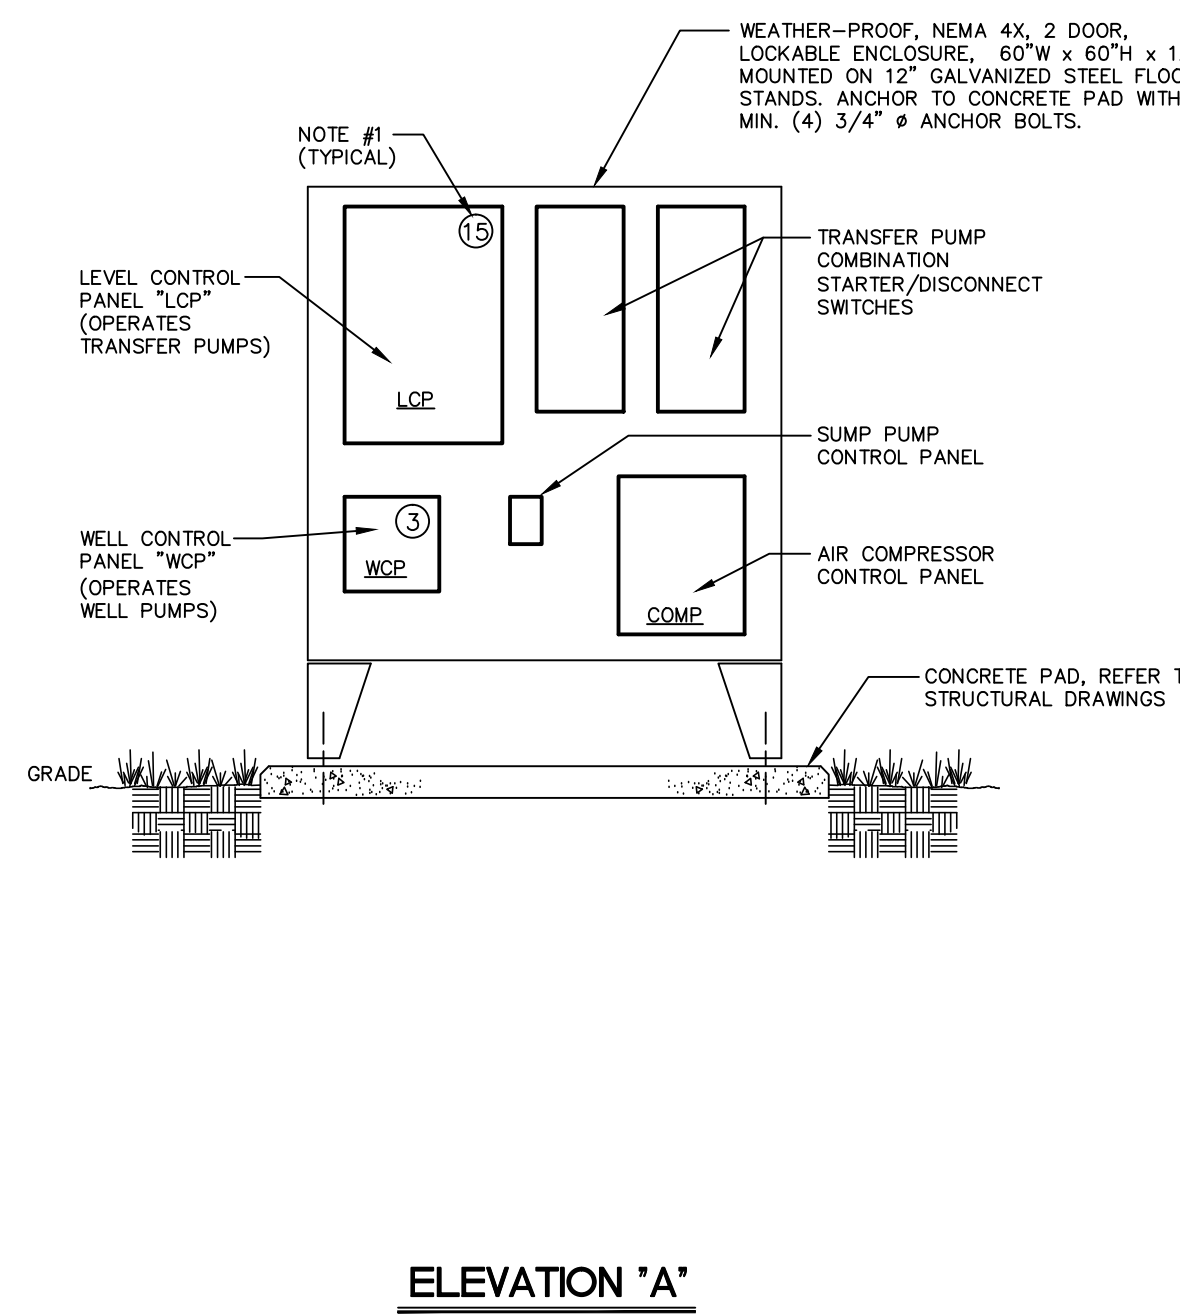 WEATHER-PROOF, NEMA 4X, 2 DOOR,
LOCKABLE ENCLOSURE, 60"W x 60"H x
MOUNTED ON 12" GALVANIZED STEEL
STANDS. ANCHOR TO CONCRETE PAD WITH
MIN. (4) 3/4" ø ANCHOR BOLTS.
NOTE #1
(TYPICAL)
15
LEVEL CONTROL
PANEL "LCP"
(OPERATES
TRANSFER PUMPS)
LCP
TRANSFER PUMP
COMBINATION
STARTER/DISCONNECT
SWITCHES
SUMP PUMP
CONTROL PANEL
WELL CONTROL
PANEL "WCP"
(OPERATES
WELL PUMPS)
3
WCP
AIR COMPRESSOR
CONTROL PANEL
COMP
CONCRETE PAD, REFER
STRUCTURAL DRAWINGS
GRADE
ELEVATION "A"